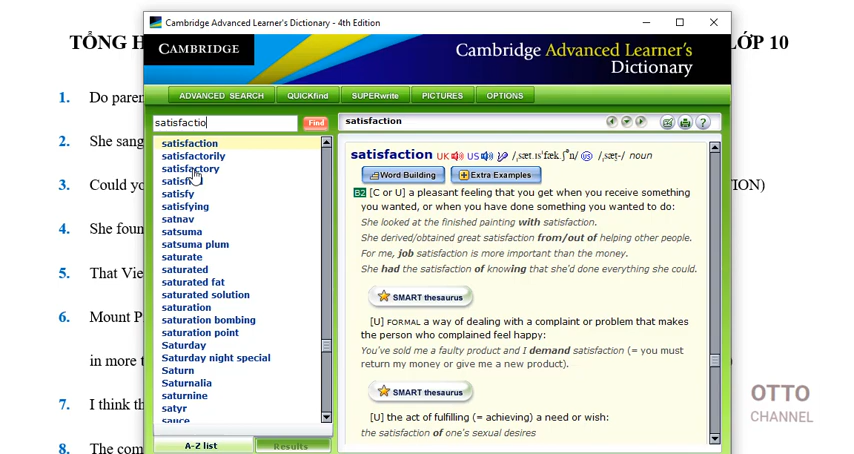 Cambridge Advanced Learner's Dictionary - 4th Edition
TỔNG H
LỚP 10
CAMBRIDGE
Cambridge Advanced Learner's
Dictionary
ADVANCED SEARCH QUICKfind SUPERwrite PICTURES OPTIONS
1. Do paren
satisfactio Find
satisfaction
2. She sang
satisfaction
satisfactorily
satisfactory
satisfy
satisfying
satnav
satsuma
satsuma plum
saturate
saturated
saturated fat
saturated solution
saturation
saturation bombing
saturation point
Saturday
Saturday night special
Saturn
Saturnalia
saturnine
satyr
sauce
A-Z list Results
satisfaction UK US /ˌsæt.ɪsˈfæk.ʃən/ /ˌsæt̬-/ noun
Word Building Extra Examples
B2 [C or U] a pleasant feeling that you get when you receive something
you wanted, or when you have done something you wanted to do:
She looked at the finished painting with satisfaction.
She derived/obtained great satisfaction from/out of helping other people.
For me, job satisfaction is more important than the money.
She had the satisfaction of knowing that she'd done everything she could.
SMART thesaurus
[U] FORMAL a way of dealing with a complaint or problem that makes
the person who complained feel happy:
You've sold me a faulty product and I demand satisfaction (= you must
return my money or give me a new product).
SMART thesaurus
[U] the act of fulfilling (= achieving) a need or wish:
the satisfaction of one's sexual desires
3. Could yo
ION)
4. She foun
5. That Vie
6. Mount P
in more t
7. I think th
8. The com
OTTO
CHANNEL